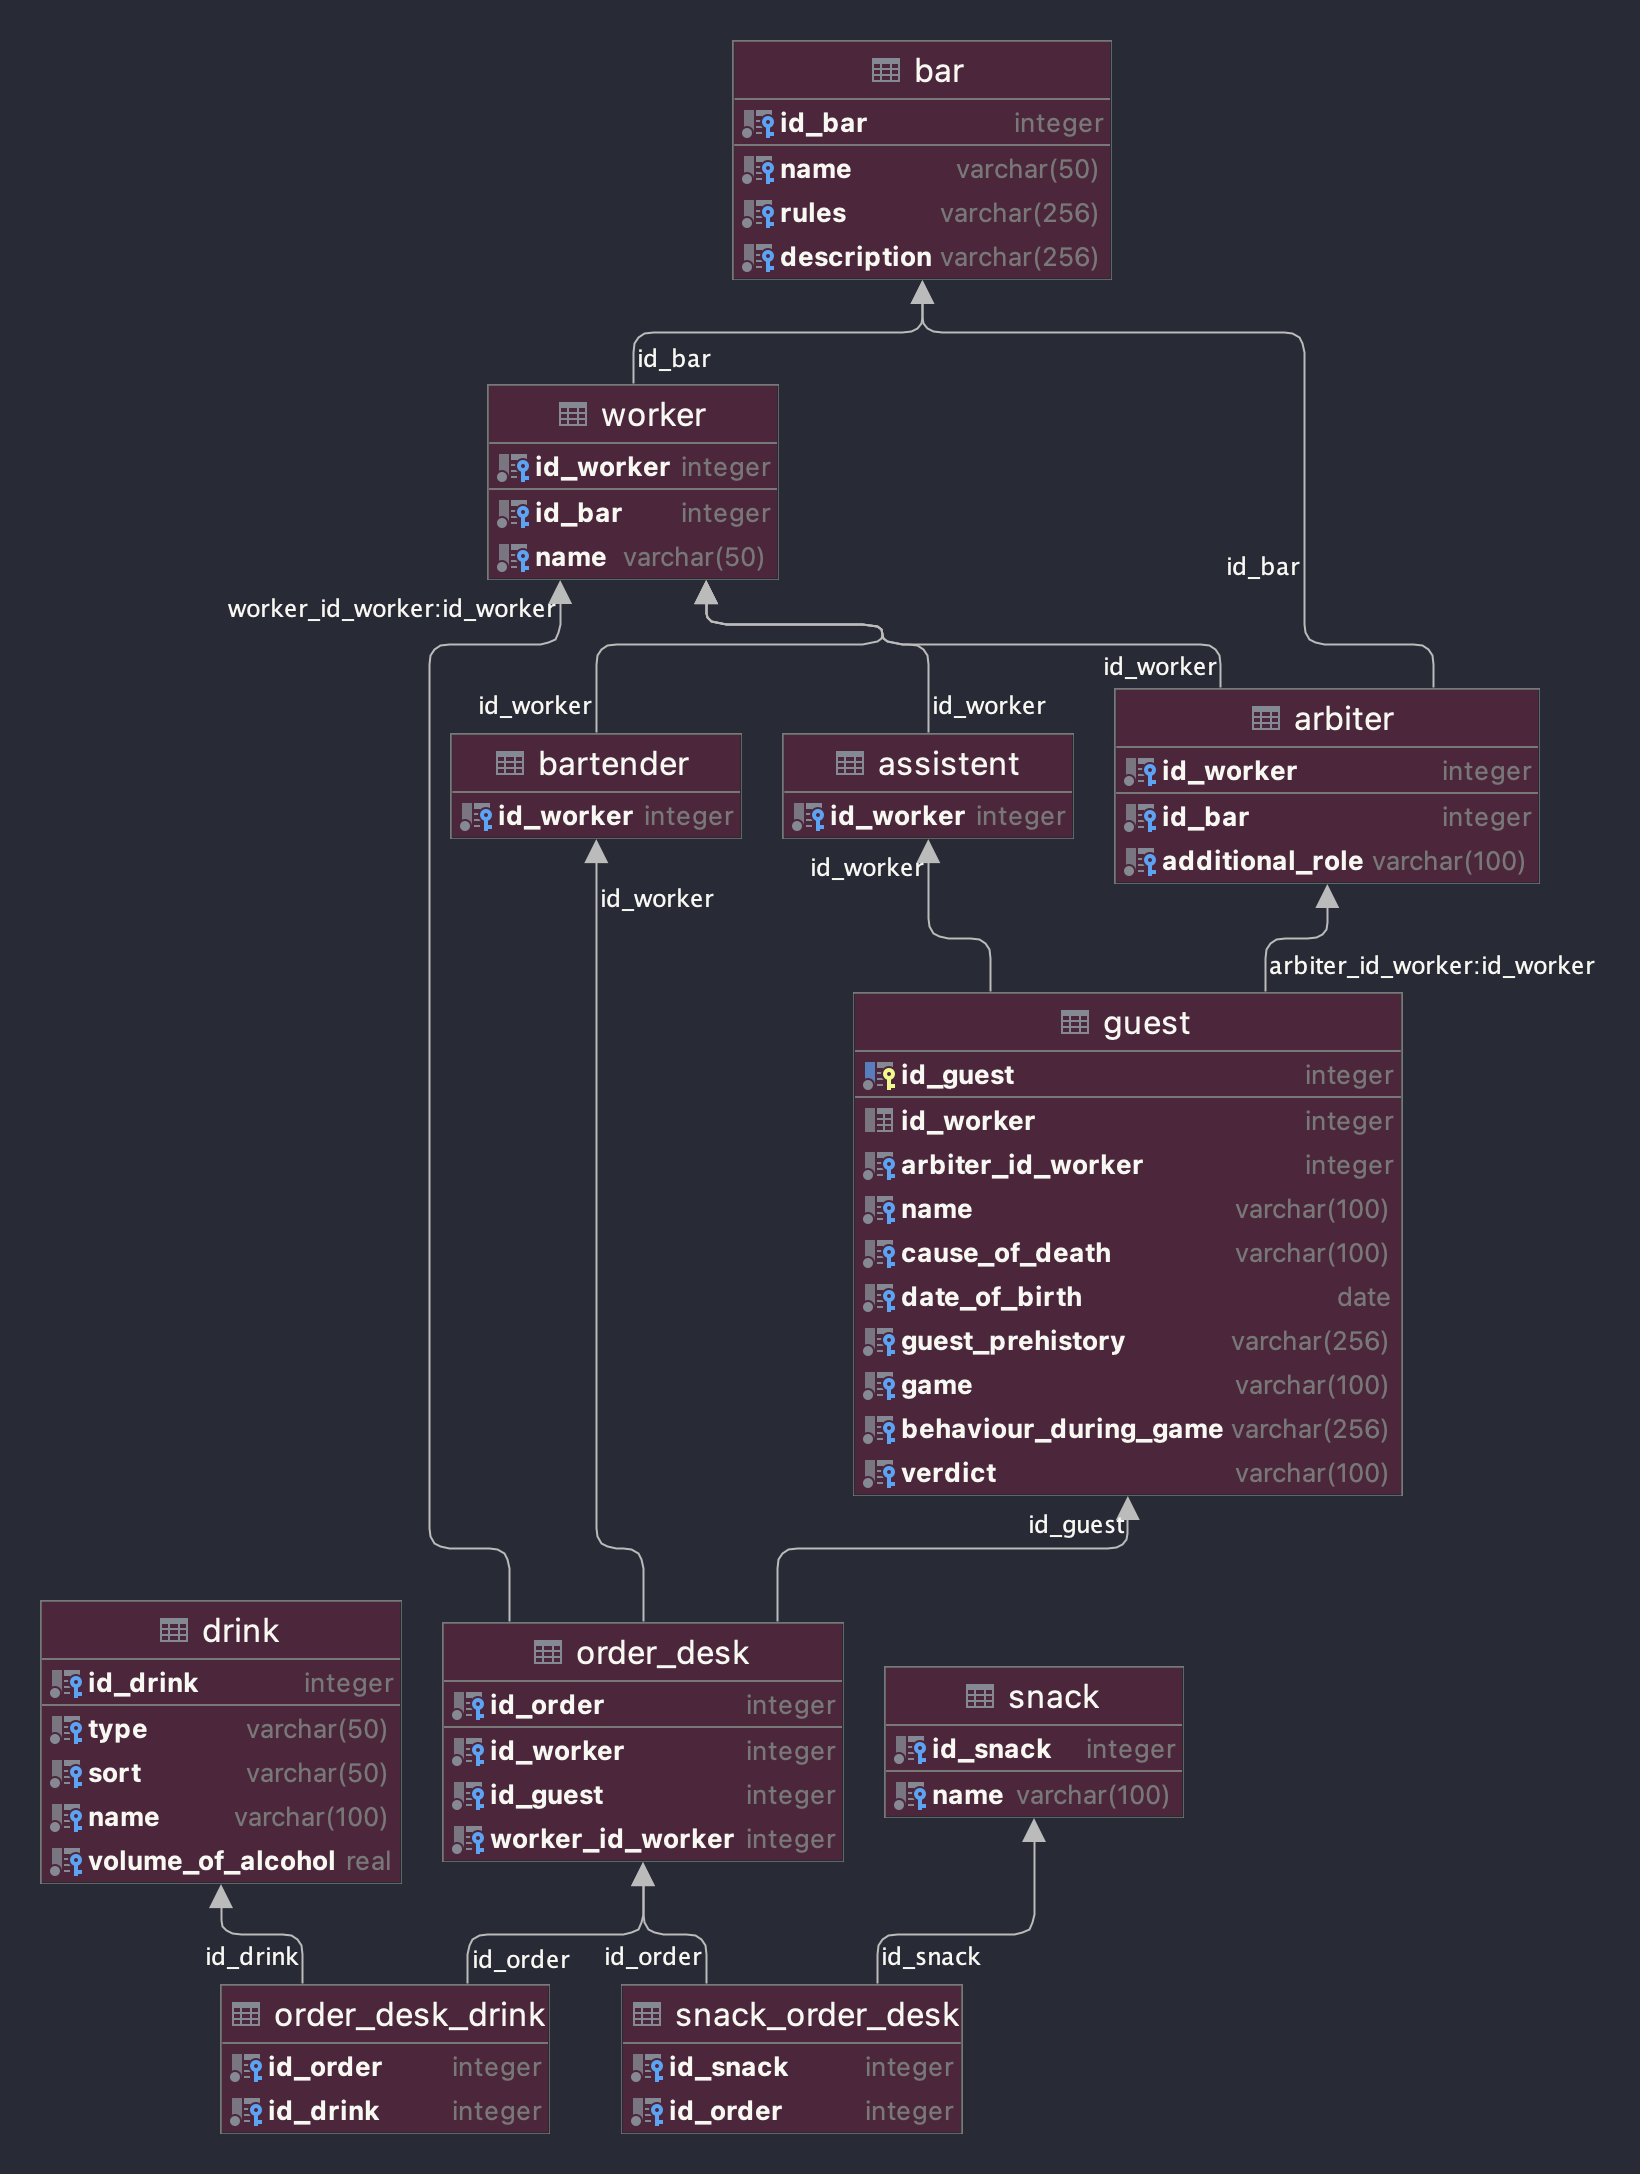 bar
id_bar integer
name varchar(50)
rules varchar(256)
description varchar(256)
id_bar
worker
id_worker integer
id_bar integer
name varchar(50)
id_bar
worker_id_worker:id_worker
id_worker
id_worker
id_worker
bartender
id_worker integer
assistent
id_worker integer
arbiter
id_worker integer
id_bar integer
additional_role varchar(100)
id_worker
id_worker
arbiter_id_worker:id_worker
guest
id_guest integer
id_worker integer
arbiter_id_worker integer
name varchar(100)
cause_of_death varchar(100)
date_of_birth date
guest_prehistory varchar(256)
game varchar(100)
behaviour_during_game varchar(256)
verdict varchar(100)
id_guest
drink
id_drink integer
type varchar(50)
sort varchar(50)
name varchar(100)
volume_of_alcohol real
order_desk
id_order integer
id_worker integer
id_guest integer
worker_id_worker integer
snack
id_snack integer
name varchar(100)
id_drink
id_order
id_order
id_snack
order_desk_drink
id_order integer
id_drink integer
snack_order_desk
id_snack integer
id_order integer